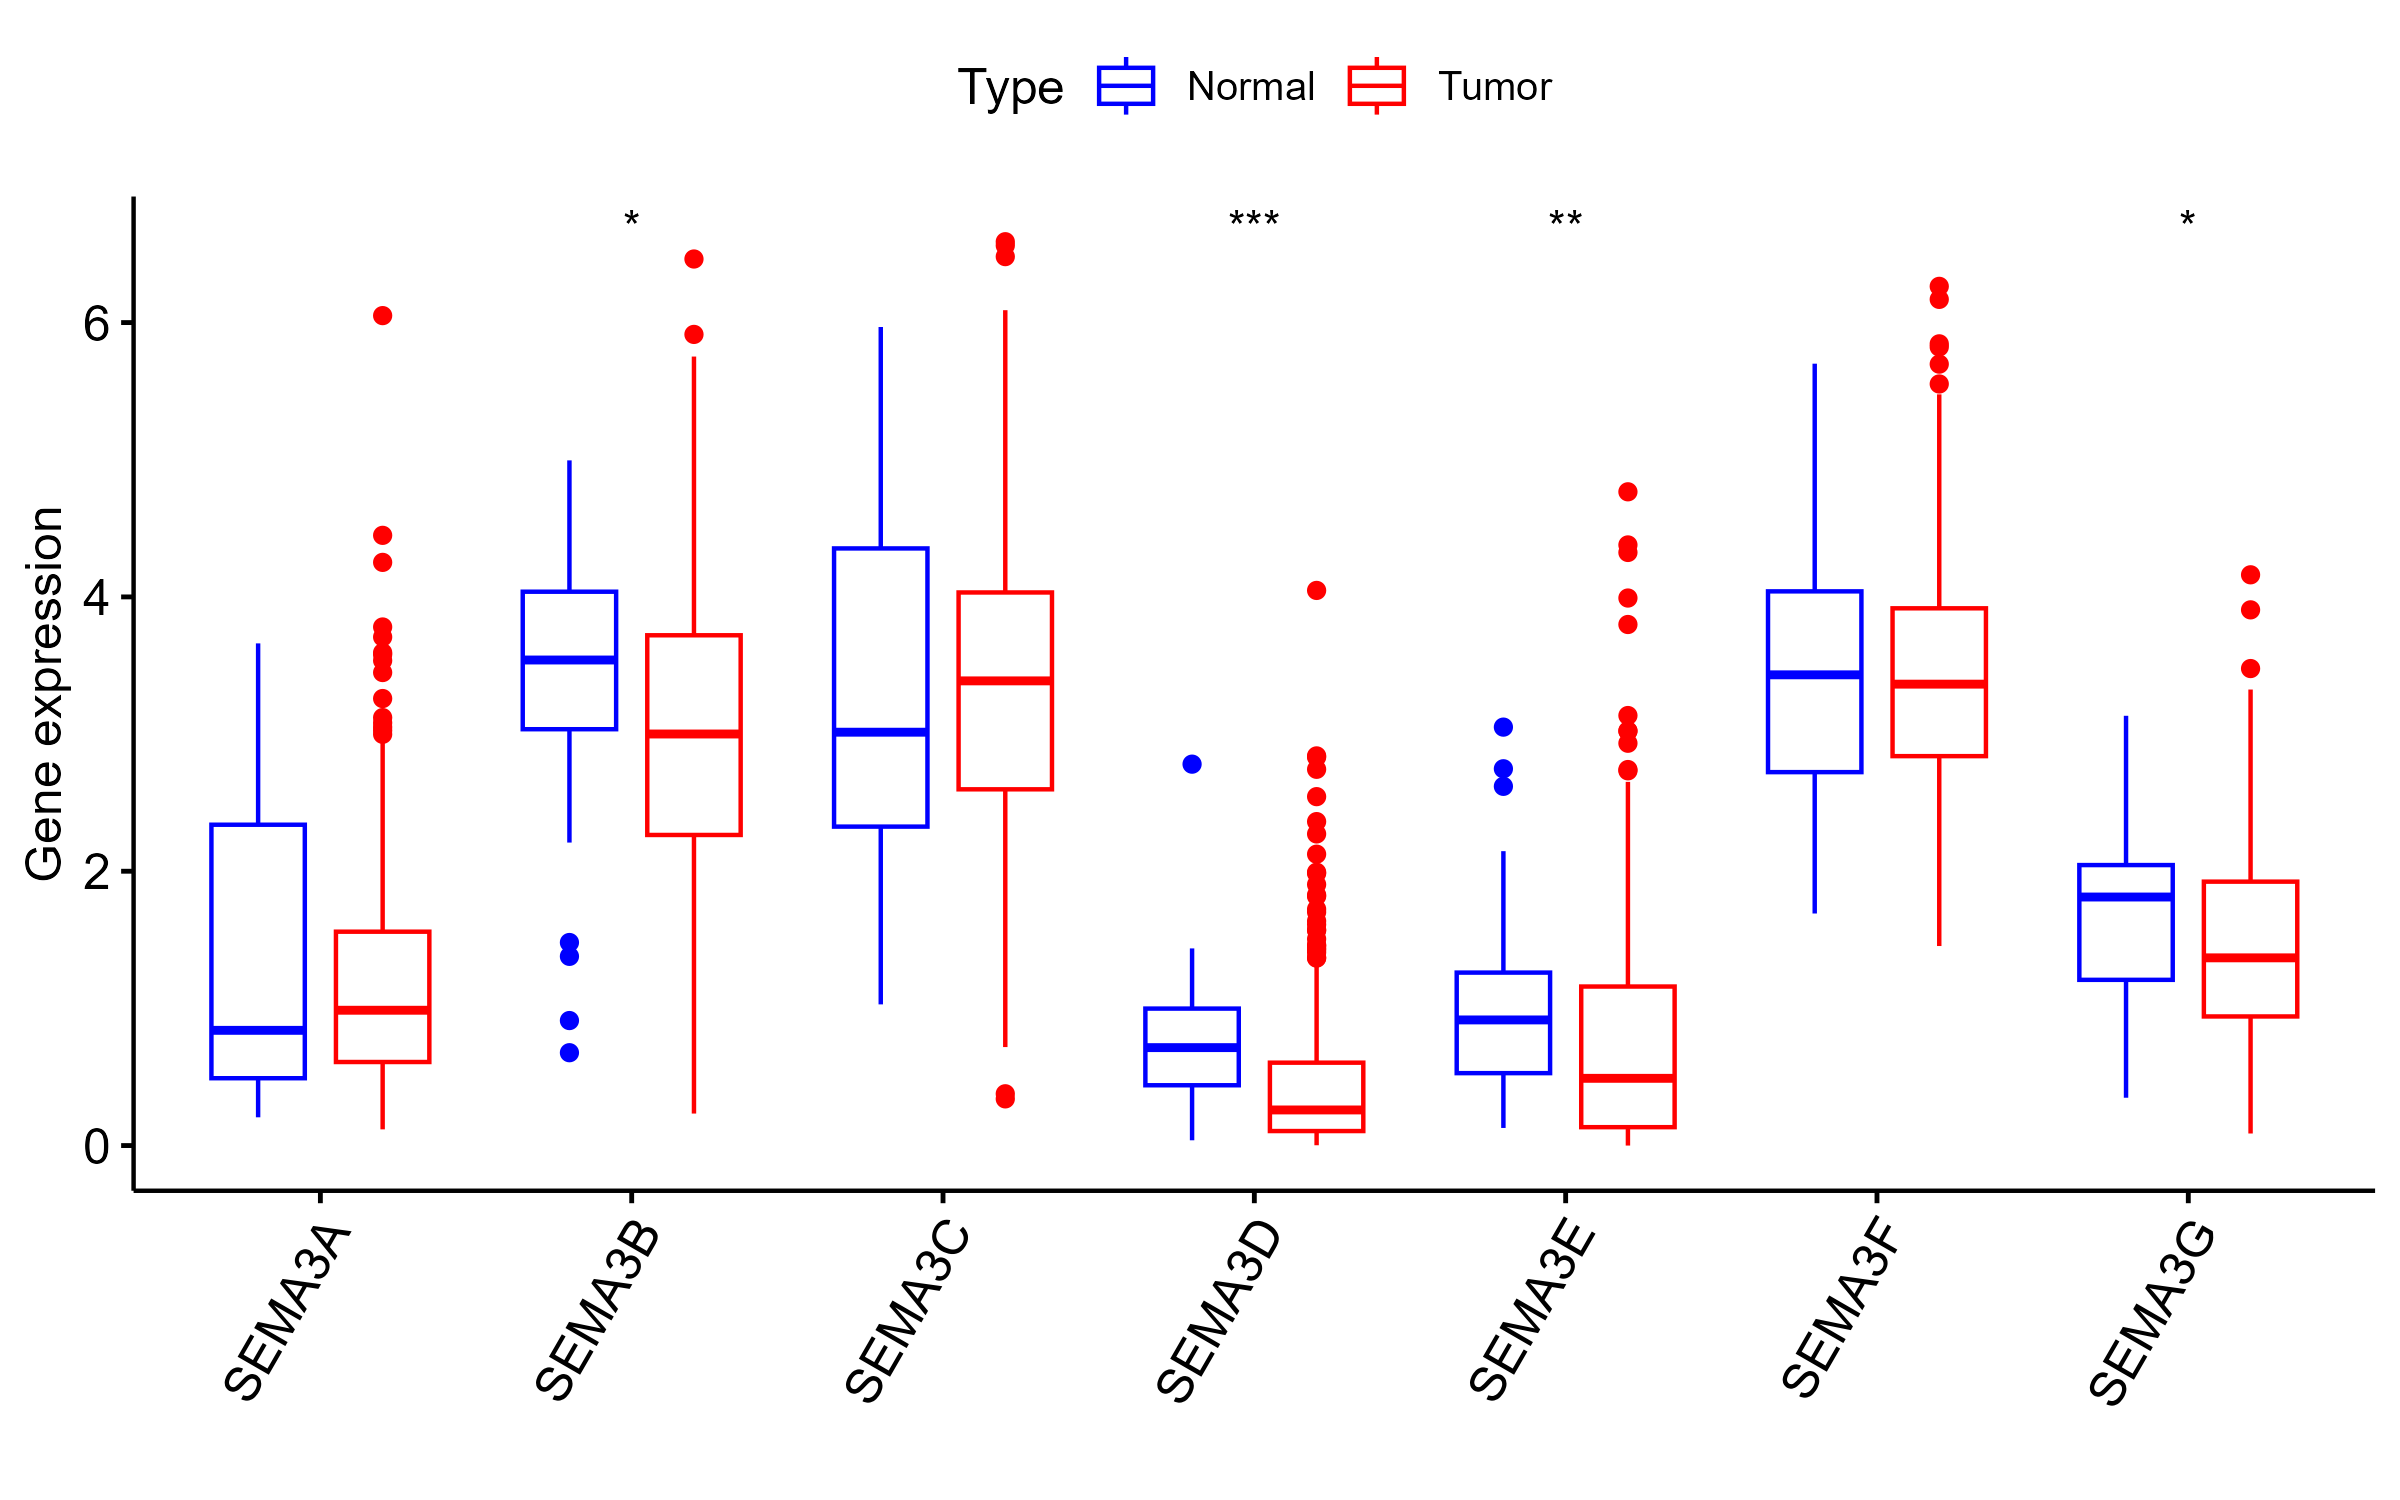 Type Normal Tumor
* *** ** *
Gene expression
6
4
2
0
SEMA3A SEMA3B SEMA3C SEMA3D SEMA3E SEMA3F SEMA3G